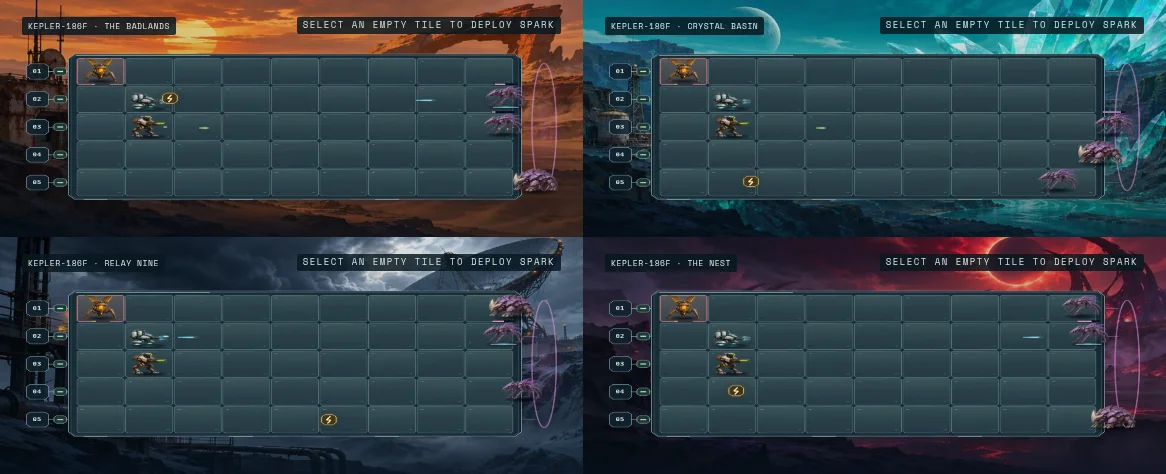 KEPLER-186F · THE BADLANDS
SELECT AN EMPTY TILE TO DEPLOY SPARK
01
02
03
04
05
KEPLER-186F · CRYSTAL BASIN
SELECT AN EMPTY TILE TO DEPLOY SPARK
01
02
03
04
05
KEPLER-186F · RELAY NINE
SELECT AN EMPTY TILE TO DEPLOY SPARK
01
02
03
04
05
KEPLER-186F · THE NEST
SELECT AN EMPTY TILE TO DEPLOY SPARK
01
02
03
04
05